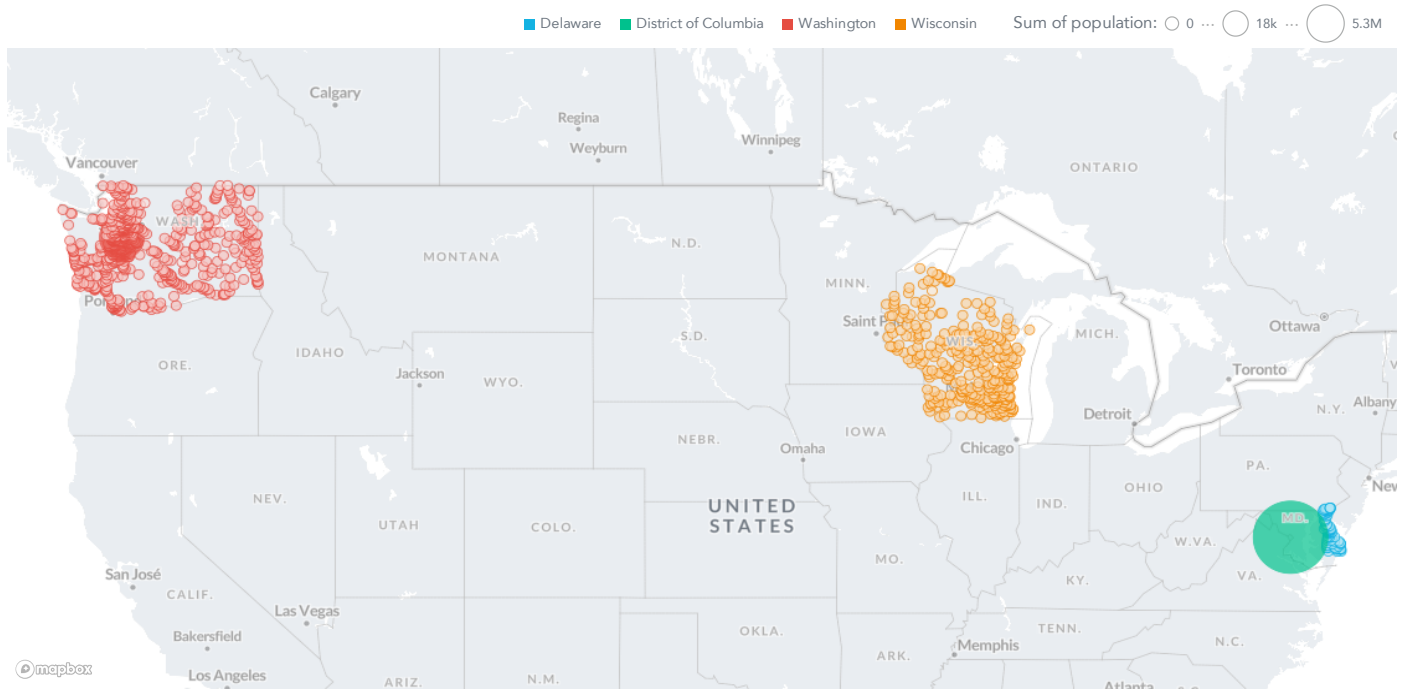 Delaware District of Columbia Washington Wisconsin Sum of population: 0 ... 18k ... 5.3M
Calgary
Regina
Winnipeg
Weyburn
Vancouver
ONTARIO
WASH.
N.D.
MONTANA
MINN.
Saint P
Ottawa
S.D.
WIS.
MICH.
IDAHO
ORE.
Toronto
Jackson
WYO.
Albany
N.Y.
Detroit
IOWA
NEBR.
Omaha
Chicago
PA.
OHIO
New
NEV.
ILL.
IND.
UNITED
STATES
MD.
UTAH
COLO.
W.VA.
MO.
San José
VA.
KY.
CALIF.
Las Vegas
TENN.
OKLA.
Bakersfield
N.C.
Memphis
ARK.
Los Angeles
ARIZ.
N.M.
Atlanta
mapbox